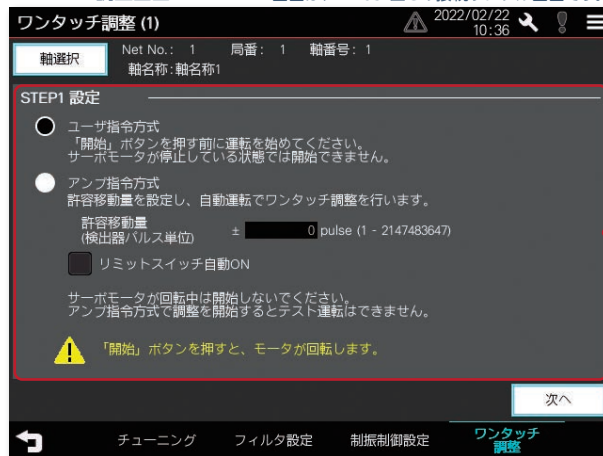 ワンタッチ調整 (1)
2022/02/22
10:36
軸選択
Net No.: 1 局番: 1 軸番号: 1
軸名称:軸名称1
STEP1 設定
ユーザ指令方式
「開始」ボタンを押す前に運転を始めてください。
サーボモータが停止している状態では開始できません。
アンプ指令方式
許容移動量を設定し、自動運転でワンタッチ調整を行います。
許容移動量
(検出器パルス単位)
± 0 pulse (1 - 2147483647)
リミットスイッチ自動ON
サーボモータが回転中は開始しないでください。
アンプ指令方式で調整を開始するとテスト運転はできません。
「開始」ボタンを押すと、モータが回転します。
次へ
チューニング フィルタ設定 制振制御設定 ワンタッチ
調整